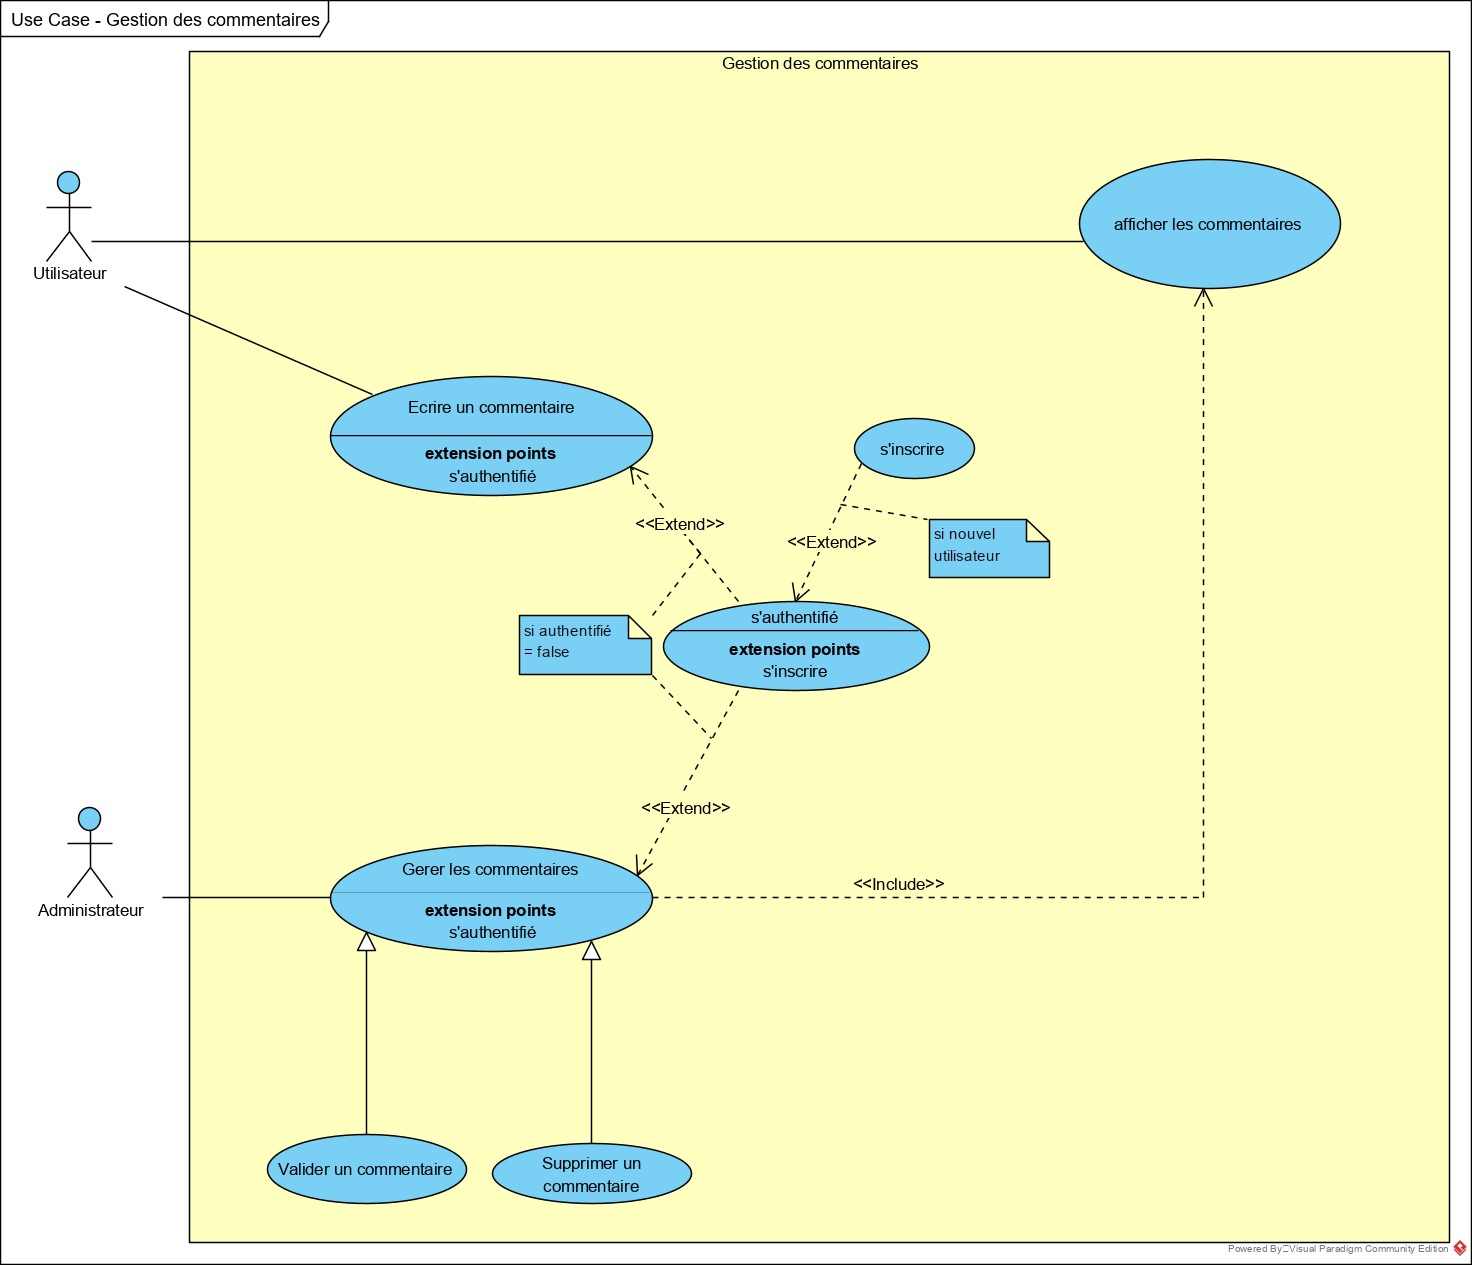 Use Case - Gestion des commentaires
Gestion des commentaires
afficher les commentaires
Utilisateur
Ecrire un commentaire
extension points
s'authentifié
s'inscrire
<<Extend>>
<<Extend>>
si nouvel
utilisateur
si authentifié
= false
s'authentifié
extension points
s'inscrire
<<Extend>>
Gerer les commentaires
extension points
s'authentifié
<<Include>>
Administrateur
Valider un commentaire
Supprimer un
commentaire
Powered By Visual Paradigm Community Edition